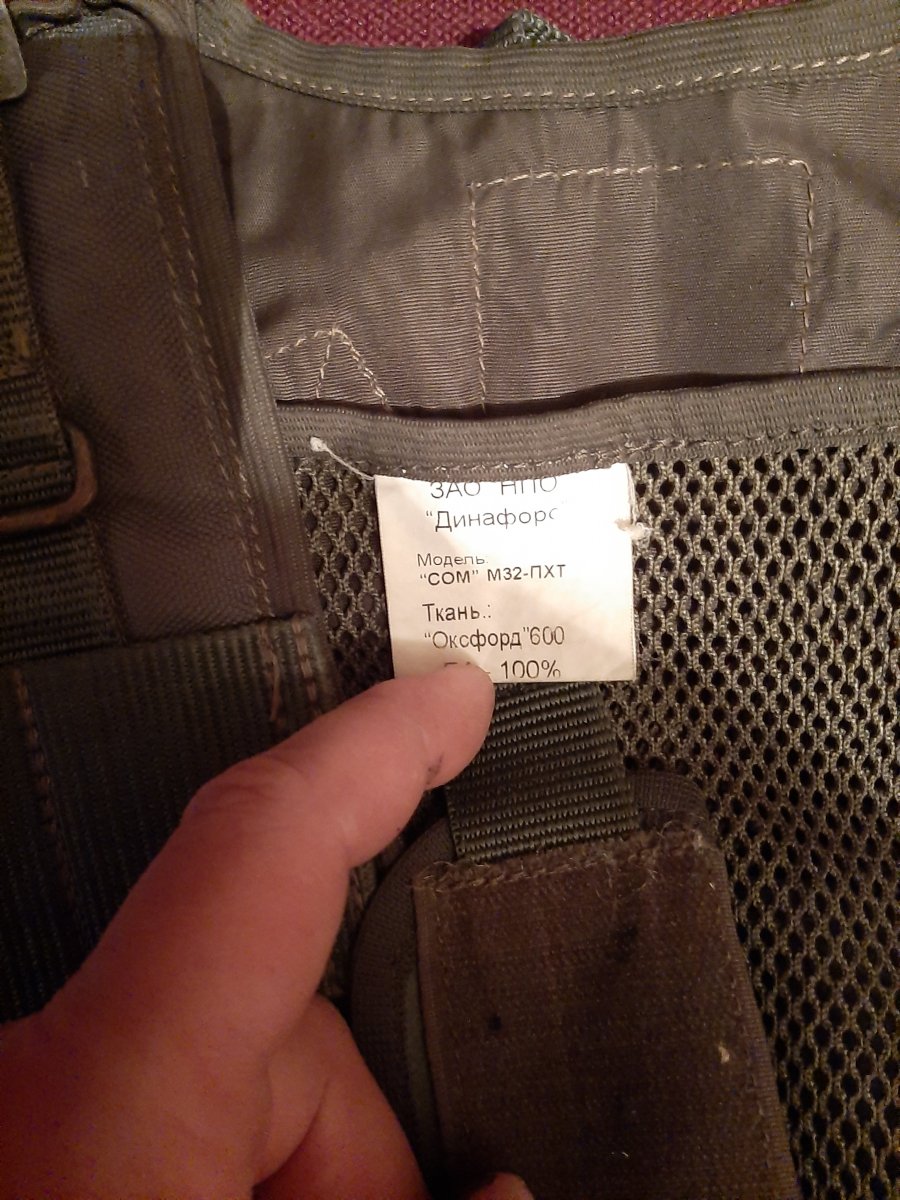 ЗАО НПО
"Динафорс"
Модель:
"СОМ" М32-ПХТ
Ткань.:
"Оксфорд"600
100%